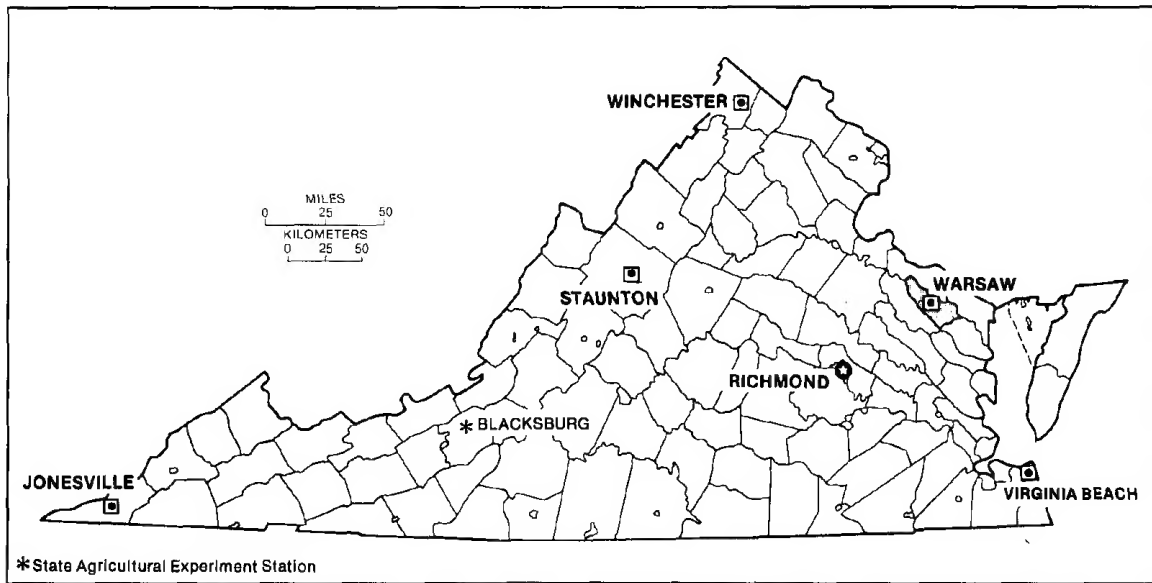 WINCHESTER
MILES
0 25 50
KILOMETERS
0 25 50
STAUNTON
WARSAW
RICHMOND
* BLACKSBURG
JONESVILLE
VIRGINIA BEACH
* State Agricultural Experiment Station